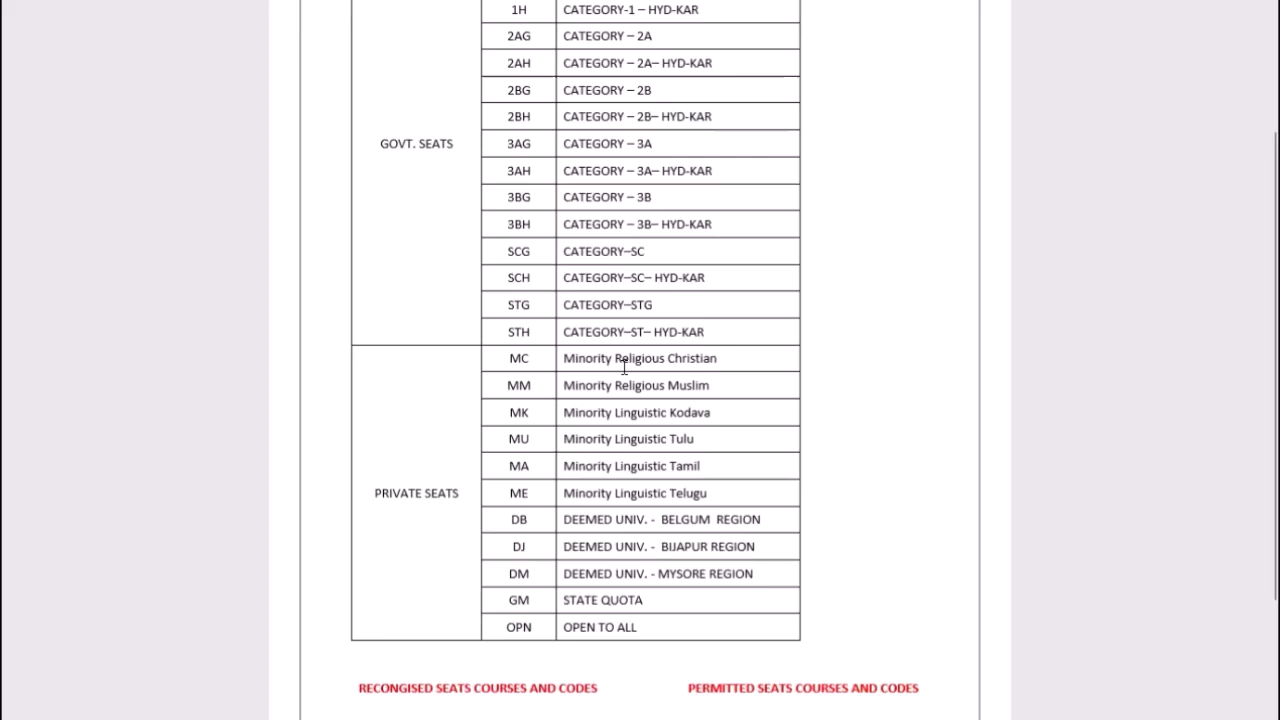 1H CATEGORY-1 – HYD-KAR
2AG CATEGORY – 2A
2AH CATEGORY – 2A– HYD-KAR
2BG CATEGORY – 2B
2BH CATEGORY – 2B– HYD-KAR
GOVT. SEATS 3AG CATEGORY – 3A
3AH CATEGORY – 3A– HYD-KAR
3BG CATEGORY – 3B
3BH CATEGORY – 3B– HYD-KAR
SCG CATEGORY–SC
SCH CATEGORY–SC– HYD-KAR
STG CATEGORY–STG
STH CATEGORY–ST– HYD-KAR
MC Minority Religious Christian
MM Minority Religious Muslim
MK Minority Linguistic Kodava
MU Minority Linguistic Tulu
MA Minority Linguistic Tamil
PRIVATE SEATS ME Minority Linguistic Telugu
DB DEEMED UNIV. - BELGUM REGION
DJ DEEMED UNIV. - BIJAPUR REGION
DM DEEMED UNIV. - MYSORE REGION
GM STATE QUOTA
OPN OPEN TO ALL
RECONGISED SEATS COURSES AND CODES PERMITTED SEATS COURSES AND CODES